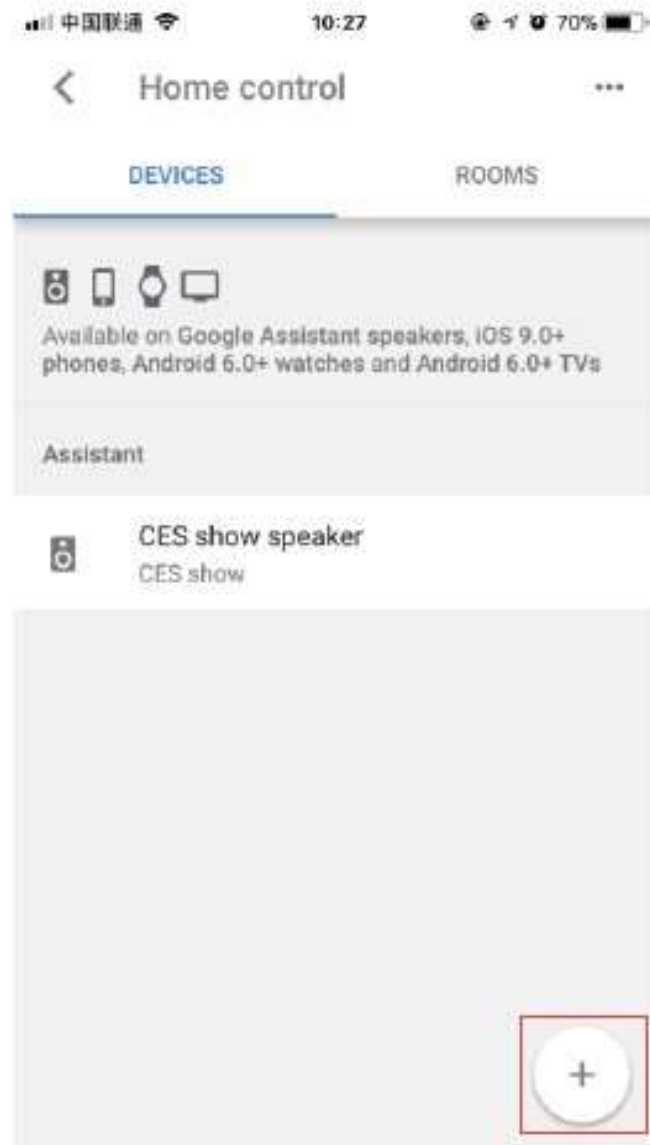 中国联通 10:27 70%
Home control
DEVICES ROOMS
Available on Google Assistant speakers, iOS 9.0+
phones, Android 6.0+ watches and Android 6.0+ TVs
Assistant
CES show speaker
CES show
+